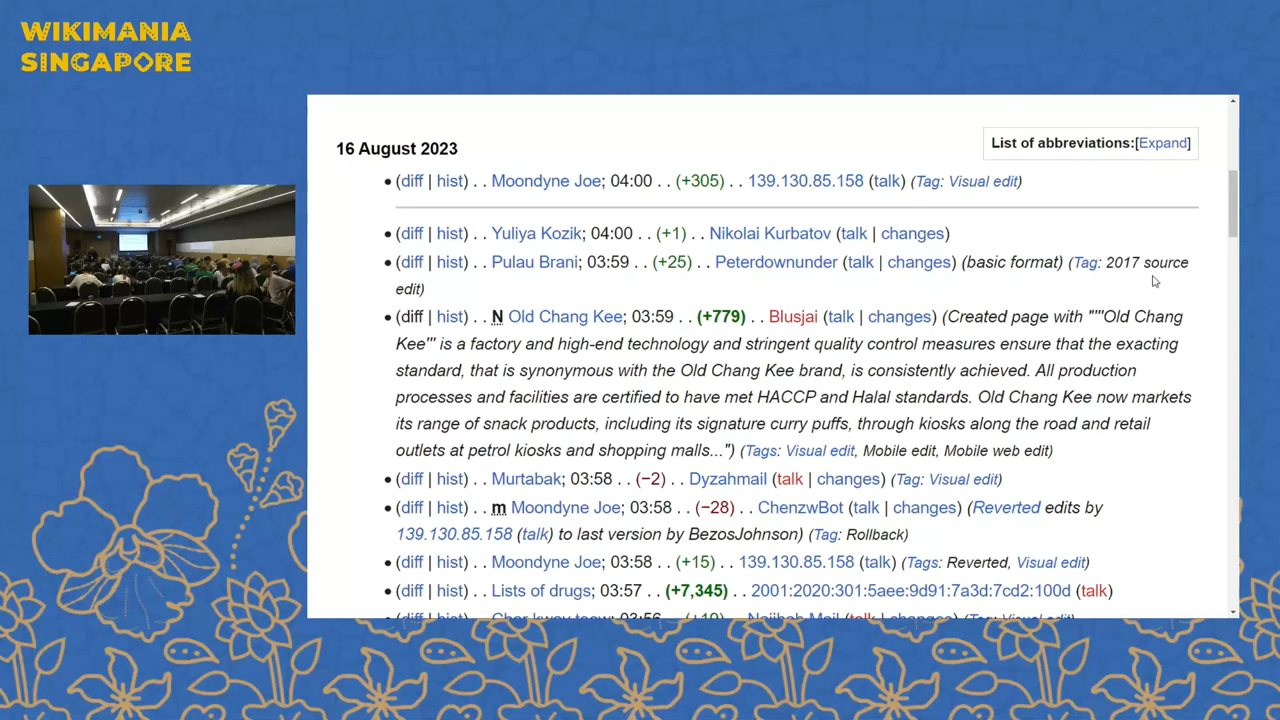 WIKIMANIA
SINGAPORE
List of abbreviations:[Expand]
16 August 2023
• (diff | hist) . . Moondyne Joe; 04:00 . . (+305) . . 139.130.85.158 (talk) (Tag: Visual edit)
• (diff | hist) . . Yuliya Kozik; 04:00 . . (+1) . . Nikolai Kurbatov (talk | changes)
• (diff | hist) . . Pulau Brani; 03:59 . . (+25) . . Peterdownunder (talk | changes) (basic format) (Tag: 2017 source
edit)
• (diff | hist) . . N Old Chang Kee; 03:59 . . (+779) . . Blusjai (talk | changes) (Created page with "'''Old Chang
Kee''' is a factory and high-end technology and stringent quality control measures ensure that the exacting
standard, that is synonymous with the Old Chang Kee brand, is consistently achieved. All production
processes and facilities are certified to have met HACCP and Halal standards. Old Chang Kee now markets
its range of snack products, including its signature curry puffs, through kiosks along the road and retail
outlets at petrol kiosks and shopping malls...") (Tags: Visual edit, Mobile edit, Mobile web edit)
• (diff | hist) . . Murtabak; 03:58 . . (−2) . . Dyzahmail (talk | changes) (Tag: Visual edit)
• (diff | hist) . . m Moondyne Joe; 03:58 . . (−28) . . ChenzwBot (talk | changes) (Reverted edits by
139.130.85.158 (talk) to last version by BezosJohnson) (Tag: Rollback)
• (diff | hist) . . Moondyne Joe; 03:58 . . (+15) . . 139.130.85.158 (talk) (Tags: Reverted, Visual edit)
• (diff | hist) . . Lists of drugs; 03:57 . . (+7,345) . . 2001:2020:301:5aee:9d91:7a3d:7cd2:100d (talk)